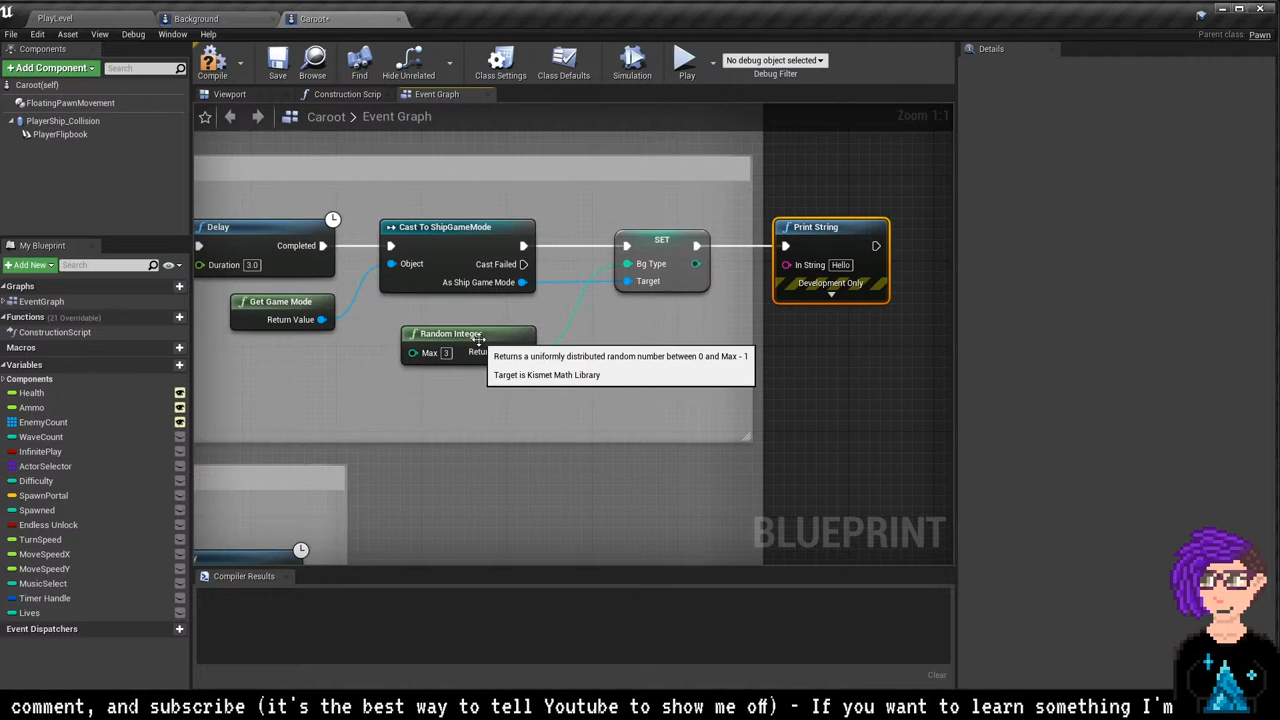 PlayLevel
Background
Caroot•
File
Edit
Asset
View
Debug
Window
Help
Parent class: Pawn
Components
+Add Component
Search
Caroot(self)
FloatingPawnMovement
PlayerShip_Collision
PlayerFlipbook
Compile
Save
Browse
Find
Hide Unrelated
Class Settings
Class Defaults
Simulation
Play
No debug object selected
Debug Filter
Details
Viewport
Construction Scrip
Event Graph
Caroot > Event Graph
Zoom 1:1
Delay
Completed
Duration 3.0
Get Game Mode
Return Value
Cast To ShipGameMode
Object
Cast Failed
As Ship Game Mode
Random Integer
Max 3
SET
Bg Type
Target
Print String
In String Hello
Development Only
Returns a uniformly distributed random number between 0 and Max - 1
Target is Kismet Math Library
BLUEPRINT
My Blueprint
+Add New
Search
Graphs
EventGraph
Functions (21 Overridable)
ConstructionScript
Macros
Variables
Components
Health
Ammo
EnemyCount
WaveCount
InfinitePlay
ActorSelector
Difficulty
SpawnPortal
Spawned
Endless Unlock
TurnSpeed
MoveSpeedX
MoveSpeedY
MusicSelect
Timer Handle
Lives
Event Dispatchers
Compiler Results
Clear
comment, and subscribe (it's the best way to tell Youtube to show me off) - If you want to learn something I'm